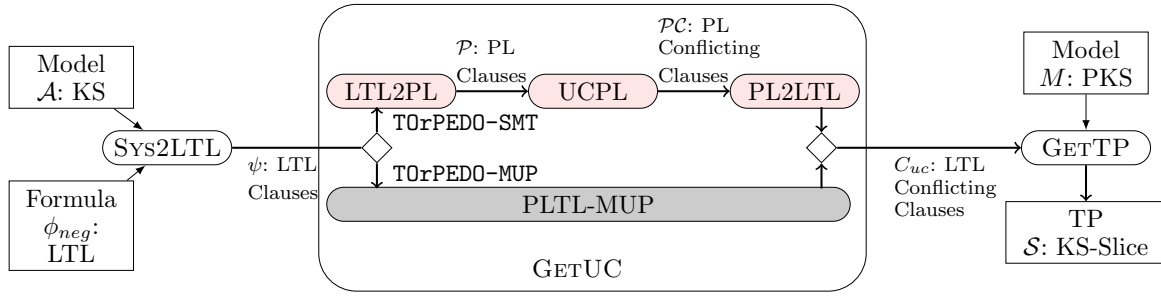 Model
𝒜: KS
Formula
ϕ_neg:
LTL
SYS2LTL
ψ: LTL
Clauses
LTL2PL
𝒫: PL
Clauses
UCPL
𝒫𝒞: PL
Conflicting
Clauses
PL2LTL
TOrPEDO-SMT
TOrPEDO-MUP
PLTL-MUP
GETUC
C_uc: LTL
Conflicting
Clauses
Model
M: PKS
GETTP
TP
𝒮: KS-Slice